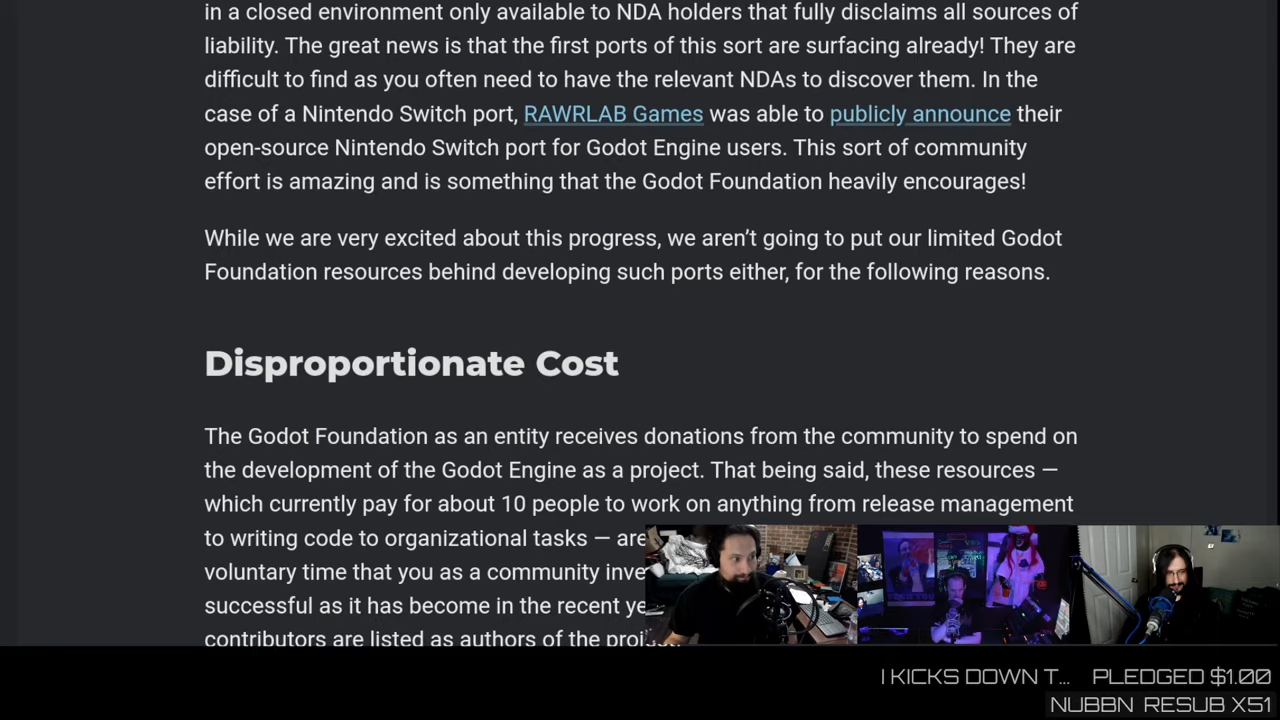 in a closed environment only available to NDA holders that fully disclaims all sources of
liability. The great news is that the first ports of this sort are surfacing already! They are
difficult to find as you often need to have the relevant NDAs to discover them. In the
case of a Nintendo Switch port, RAWRLAB Games was able to publicly announce their
open-source Nintendo Switch port for Godot Engine users. This sort of community
effort is amazing and is something that the Godot Foundation heavily encourages!
While we are very excited about this progress, we aren’t going to put our limited Godot
Foundation resources behind developing such ports either, for the following reasons.
Disproportionate Cost
The Godot Foundation as an entity receives donations from the community to spend on
the development of the Godot Engine as a project. That being said, these resources —
which currently pay for about 10 people to work on anything from release management
to writing code to organizational tasks — are
voluntary time that you as a community inve
successful as it has become in the recent ye
contributors are listed as authors of the proj
I KICKS DOWN T... PLEDGED $1.00
NUBBN RESUB X51